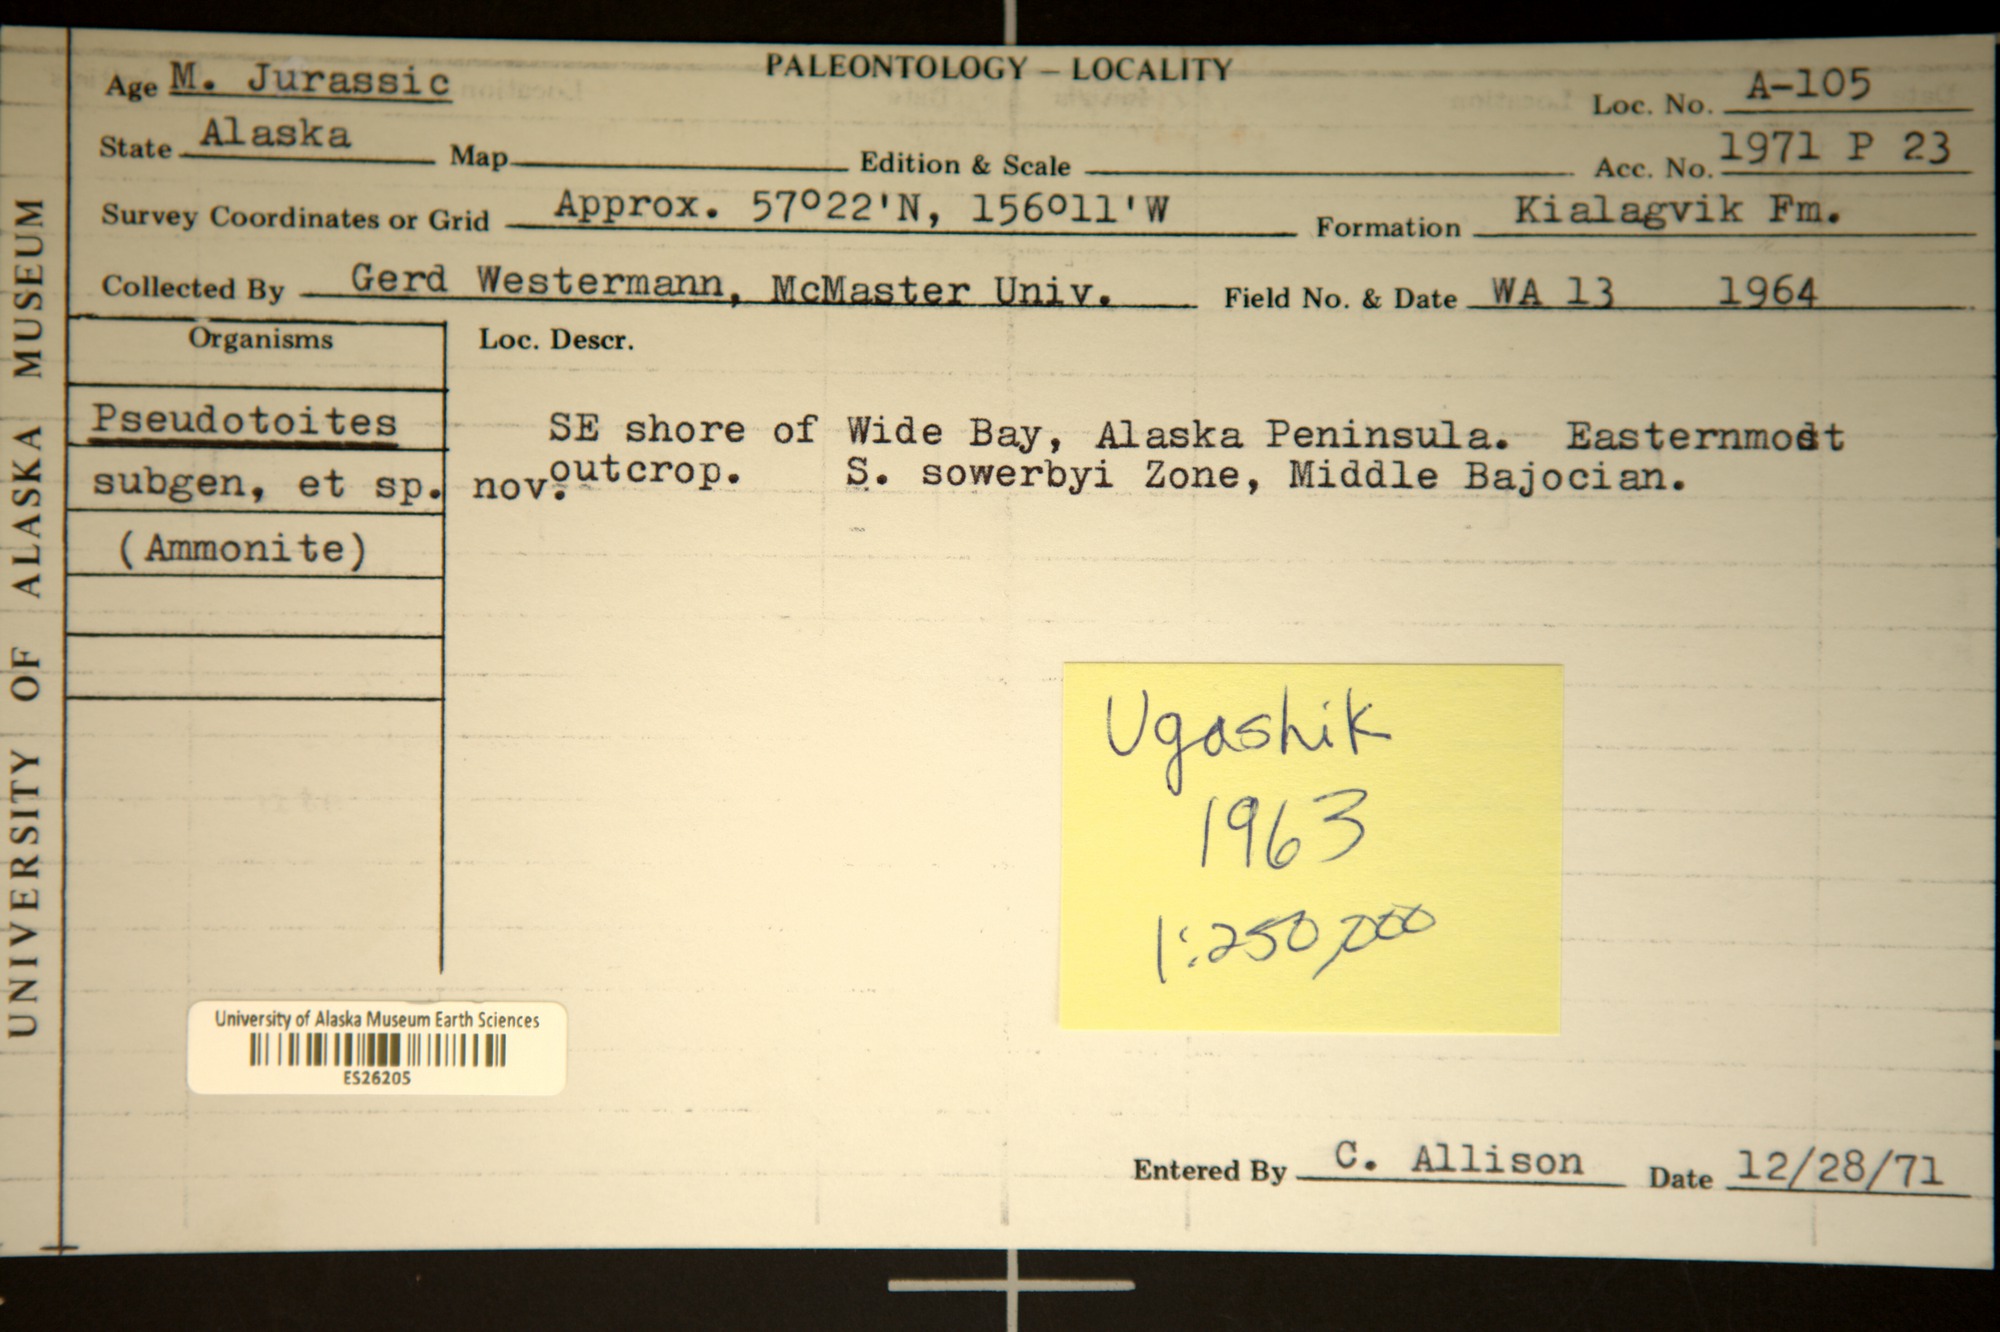 PALEONTOLOGY – LOCALITY
Age M. Jurassic
Loc. No. A-105
State Alaska Map Edition & Scale Acc. No. 1971 P 23
Survey Coordinates or Grid Approx. 57°22'N, 156°11'W Formation Kialagvik Fm.
Collected By Gerd Westermann, McMaster Univ. Field No. & Date WA 13 1964
Organisms
Loc. Descr.
Pseudotoites
subgen, et sp. nov.
(Ammonite)
SE shore of Wide Bay, Alaska Peninsula. Easternmost
outcrop. S. sowerbyi Zone, Middle Bajocian.
Ugashik
1963
1:250,000
University of Alaska Museum Earth Sciences
ES26205
Entered By C. Allison Date 12/28/71
UNIVERSITY OF ALASKA MUSEUM